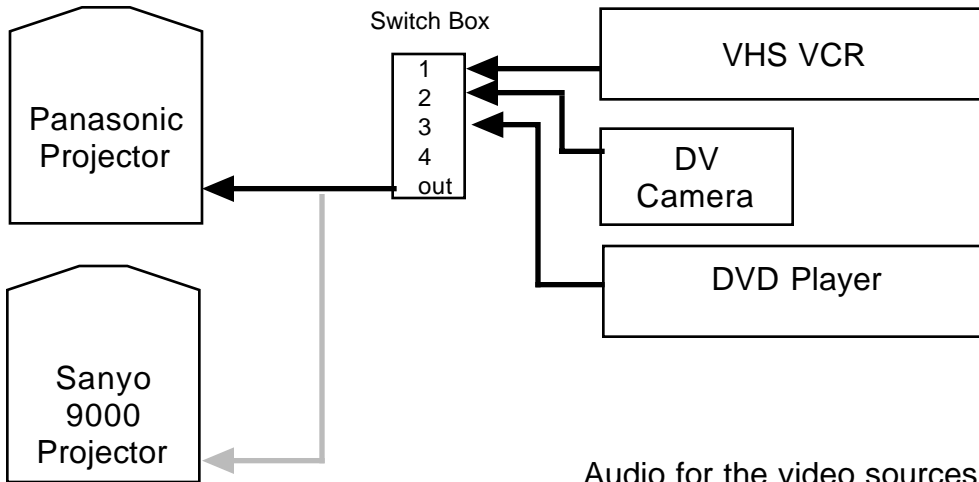 Switch Box
1
2
3
4
out
VHS VCR
DV
Camera
DVD Player
Panasonic
Projector
Sanyo
9000
Projector
Audio for the video sources